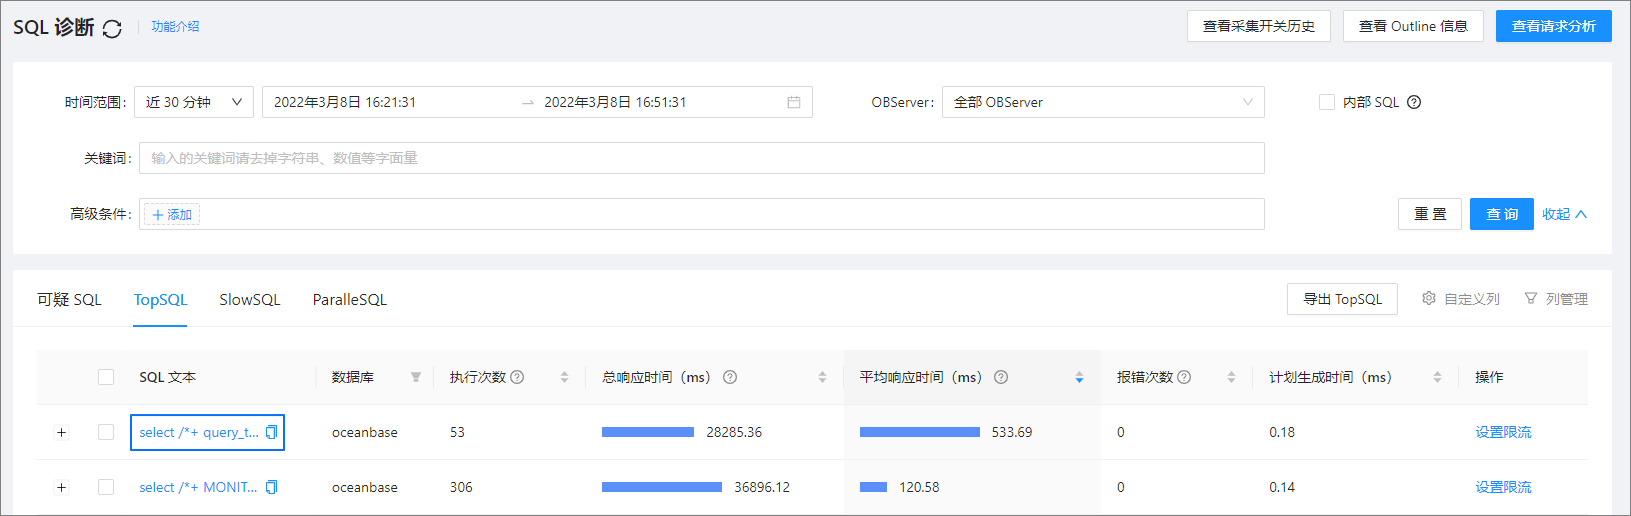 SQL 诊断 功能介绍 查看采集开关历史 查看 Outline 信息 查看请求分析
时间范围: 近 30 分钟 2022年3月8日 16:21:31 → 2022年3月8日 16:51:31 OBServer: 全部 OBServer 内部 SQL
关键词: 输入的关键词请去掉字符串、数值等字面量
高级条件: + 添加 重 置 查 询 收起
可疑 SQL TopSQL SlowSQL ParalleSQL 导出 TopSQL 自定义列 列管理
SQL 文本 数据库 执行次数 总响应时间（ms） 平均响应时间（ms） 报错次数 计划生成时间（ms） 操作
+ select /*+ query_t... oceanbase 53 28285.36 533.69 0 0.18 设置限流
+ select /*+ MONIT... oceanbase 306 36896.12 120.58 0 0.14 设置限流